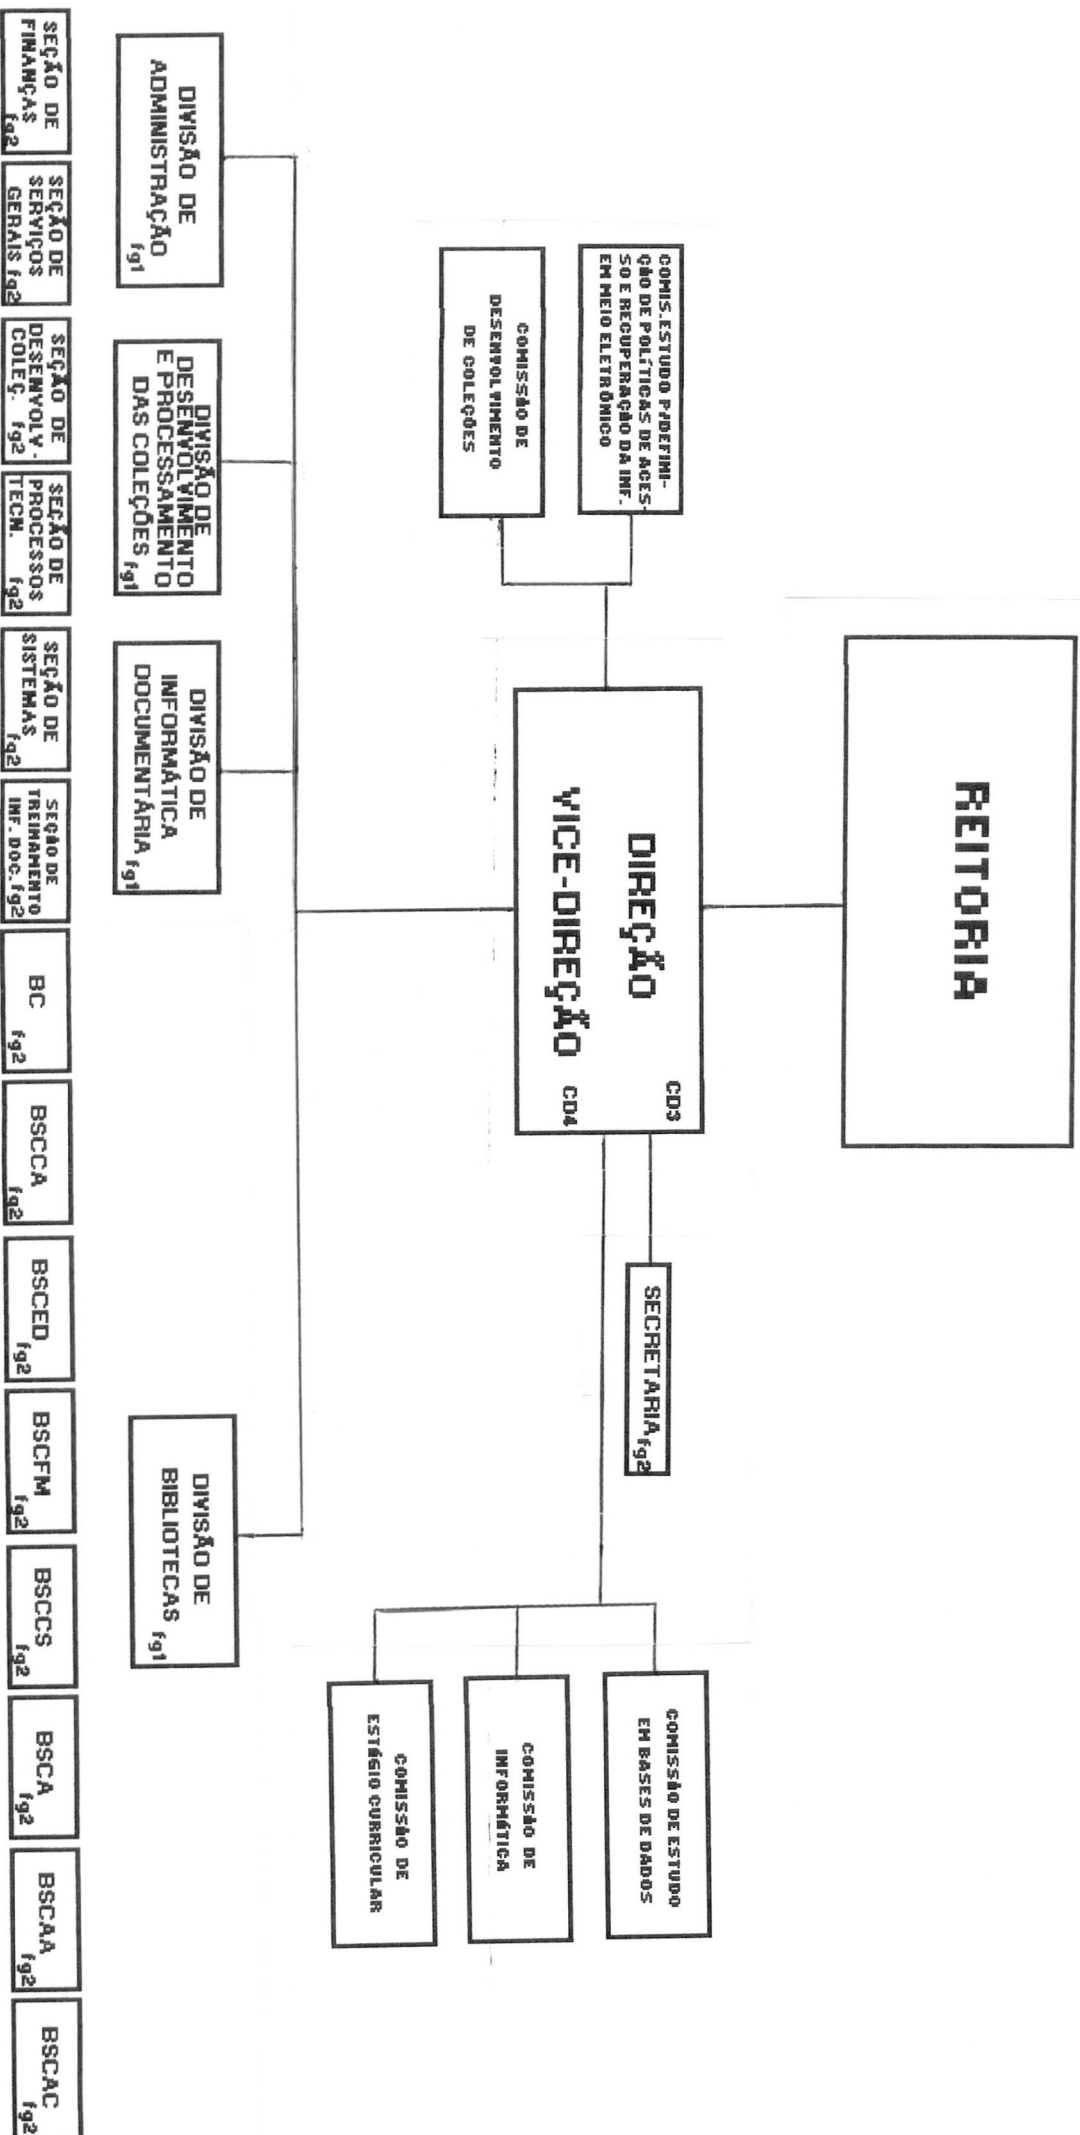 REITORIA
DIREÇÃO
CD3
VICE-DIREÇÃO
CD4
COMIS.ESTUDO P/DEFINI-
ÇÃO DE POLÍTICAS DE ACES-
SO E RECUPERAÇÃO DA INF.
EM MEIO ELETRÔNICO
COMISSÃO DE
DESENVOLVIMENTO
DE COLEÇÕES
SECRETARIA
fg2
COMISSÃO DE ESTUDO
EM BASES DE DADOS
COMISSÃO DE
INFORMÁTICA
COMISSÃO DE
ESTÁGIO CURRICULAR
DIVISÃO DE
ADMINISTRAÇÃO
fg1
DIVISÃO DE
DESENVOLVIMENTO
E PROCESSAMENTO
DAS COLEÇÕES
fg1
DIVISÃO DE
INFORMÁTICA
DOCUMENTÁRIA
fg1
DIVISÃO DE
BIBLIOTECAS
fg1
SEÇÃO DE
FINANÇAS
fg2
SEÇÃO DE
SERVIÇOS
GERAIS fg2
SEÇÃO DE
DESENVOLV.
COLEÇ. fg2
SEÇÃO DE
PROCESSOS
TECN. fg2
SEÇÃO DE
SISTEMAS
fg2
SEÇÃO DE
TREINAMENTO
INF. DOC. fg2
BC
fg2
BSCCA
fg2
BSCED
fg2
BSCFM
fg2
BSCCS
fg2
BSCA
fg2
BSCAA
fg2
BSCAC
fg2